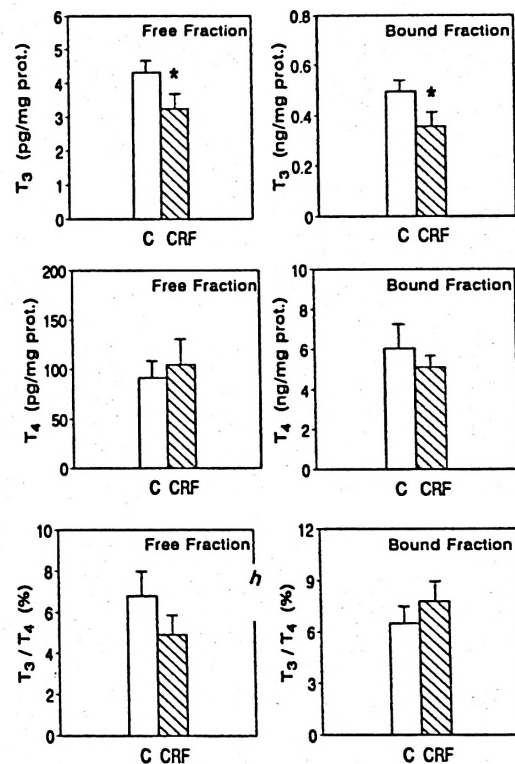 Free Fraction
T3 (pg/mg prot.)
6
5
4
3
2
1
0
*
C CRF
Bound Fraction
T3 (ng/mg prot.)
0.8
0.6
0.4
0.2
0
*
C CRF
Free Fraction
T4 (pg/mg prot.)
200
150
100
50
0
C CRF
Bound Fraction
T4 (ng/mg prot.)
10
8
6
4
2
0
C CRF
Free Fraction
T3 / T4 (%)
10
8
6
4
2
0
C CRF
h
Bound Fraction
T3 / T4 (%)
12
9
6
3
0
C CRF